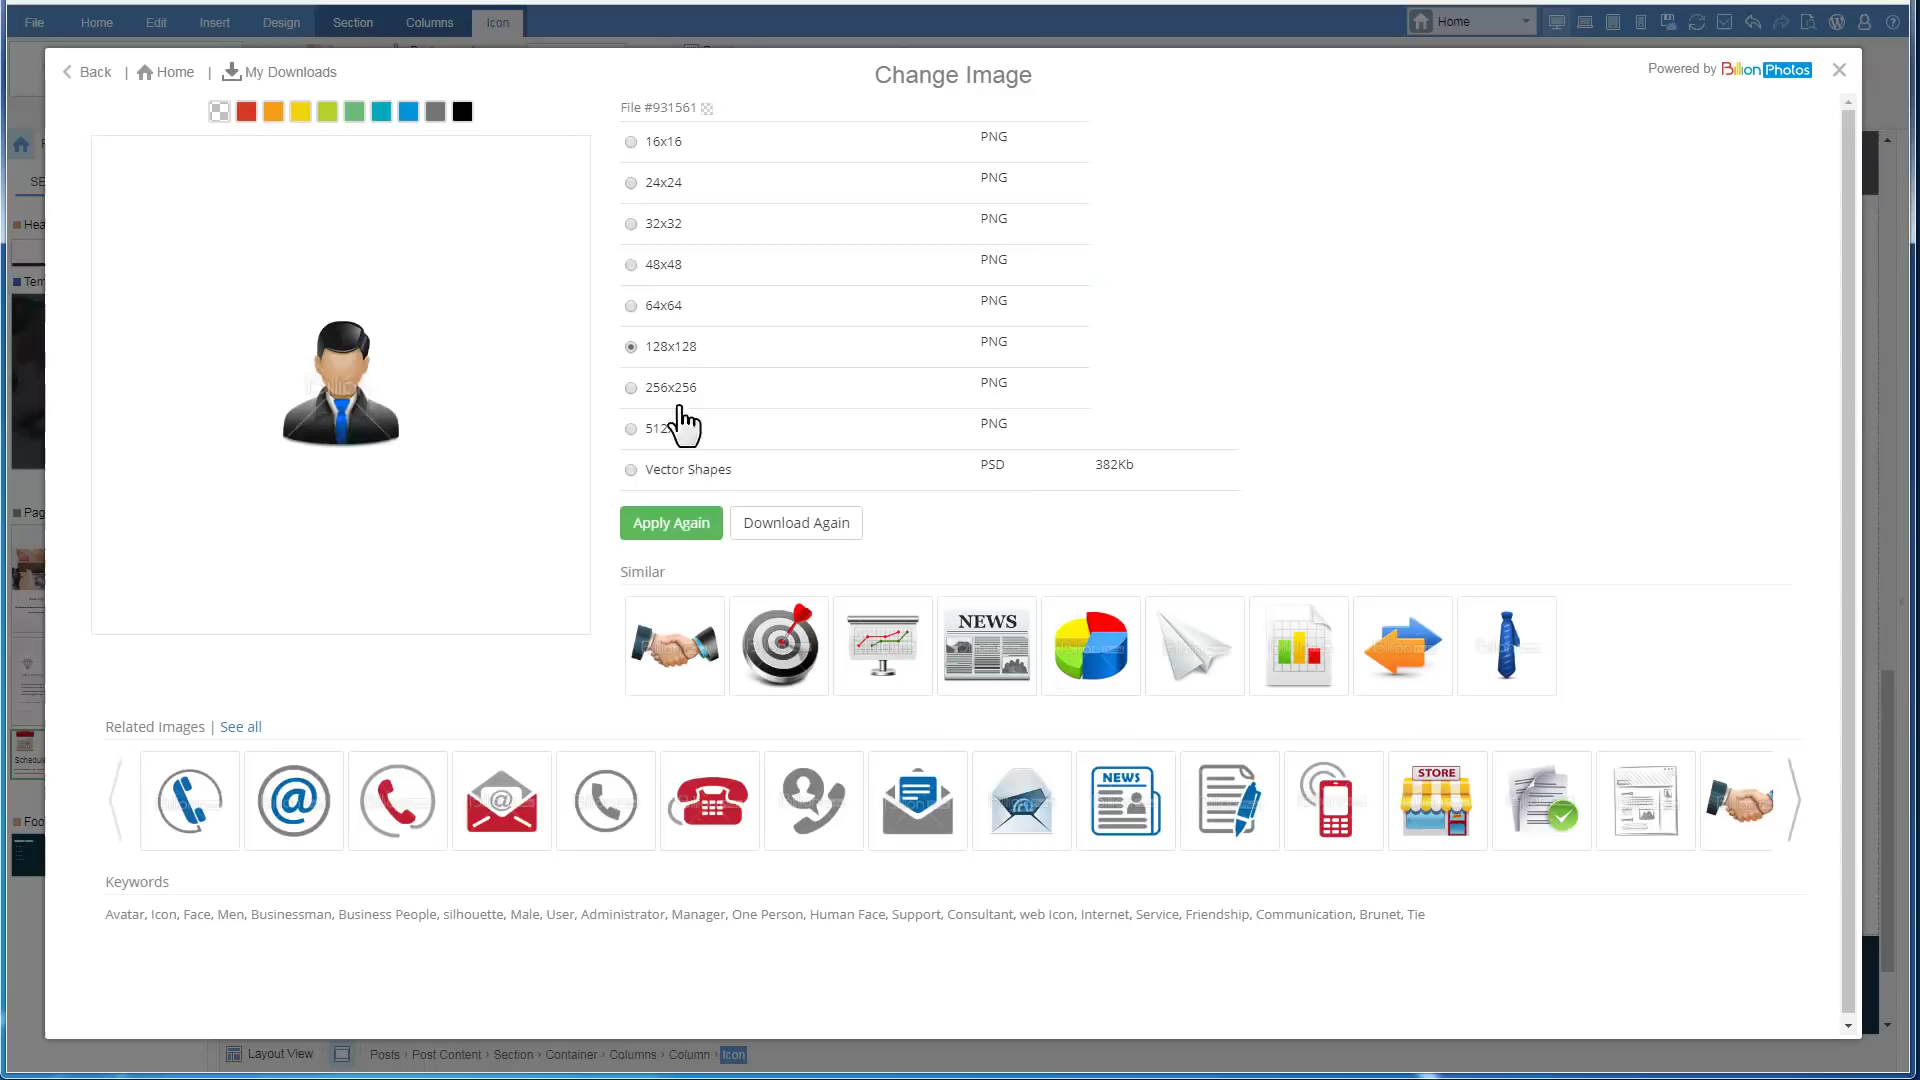 File Home Edit Insert Design Section Columns Icon Home
Back | Home | My Downloads
Change Image
Powered by Billion Photos
File #931561
16x16 PNG
24x24 PNG
32x32 PNG
48x48 PNG
64x64 PNG
128x128 PNG
256x256 PNG
PNG
Vector Shapes PSD 382Kb
Apply Again Download Again
Similar
NEWS
Related Images | See all
NEWS
STORE
Keywords
Avatar, Icon, Face, Men, Businessman, Business People, silhouette, Male, User, Administrator, Manager, One Person, Human Face, Support, Consultant, web Icon, Internet, Service, Friendship, Communication, Brunet, Tie
Layout View Posts › Post Content › Section › Container › Columns › Column › Icon